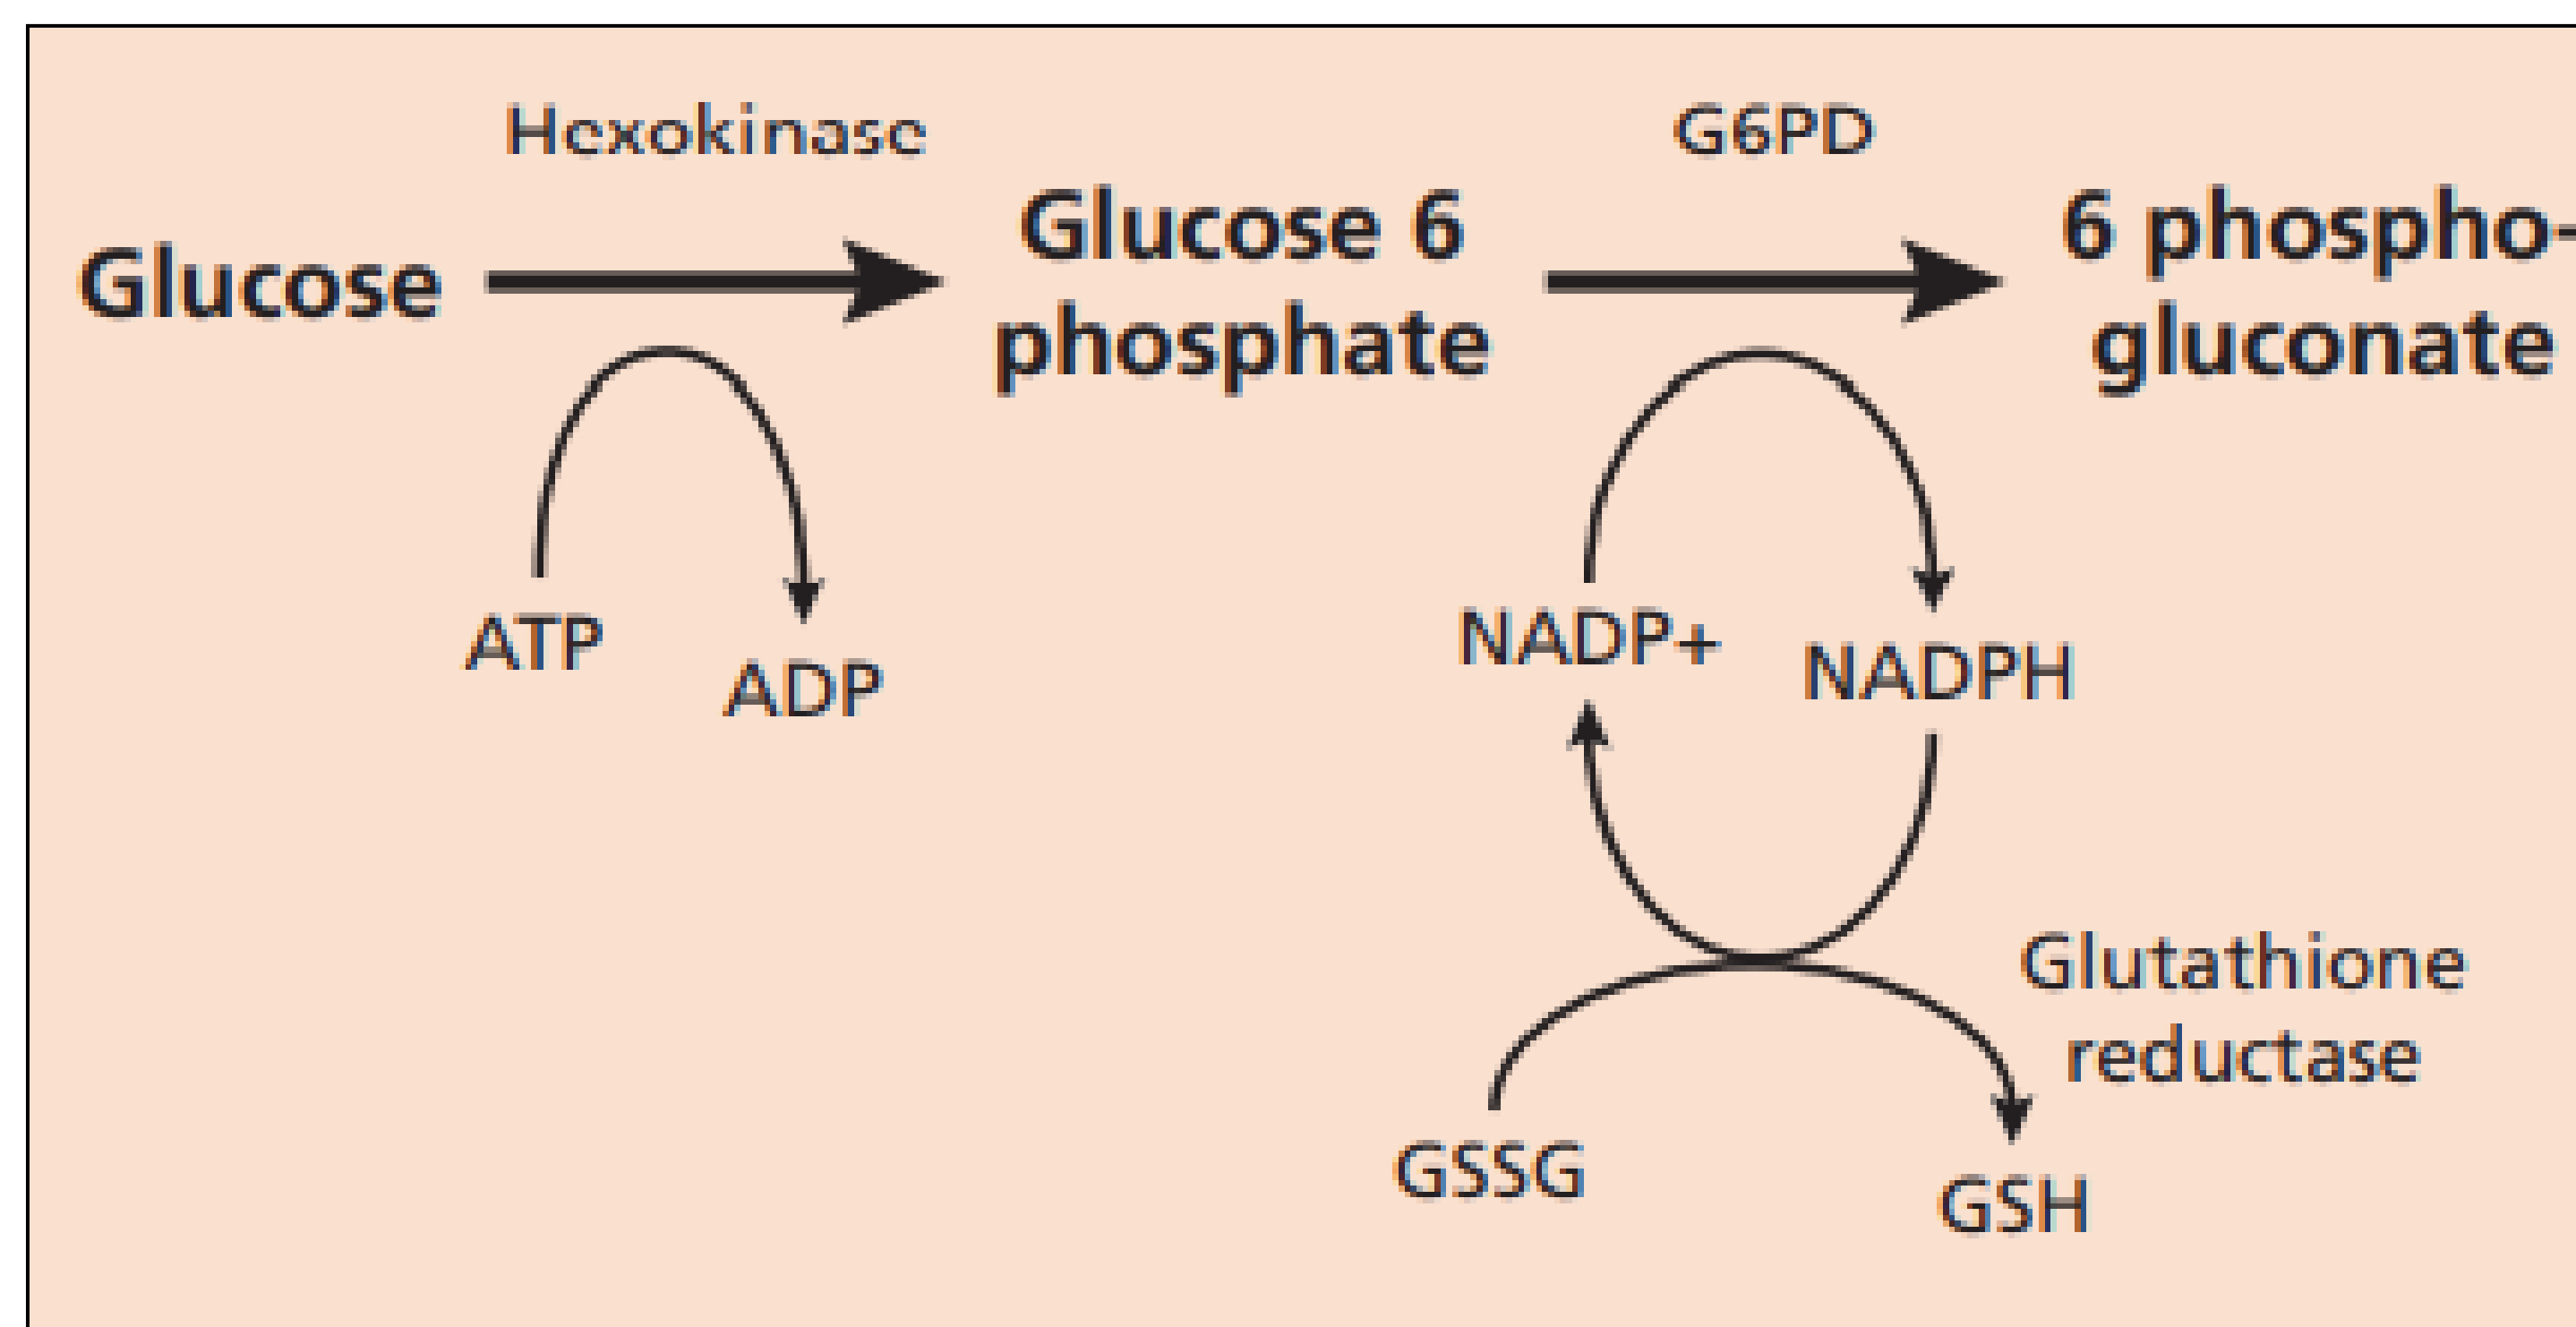 Hexokinase
G6PD
Glucose
Glucose 6
phosphate
6 phospho-
gluconate
ATP
ADP
NADP+
NADPH
Glutathione
reductase
GSSG
GSH